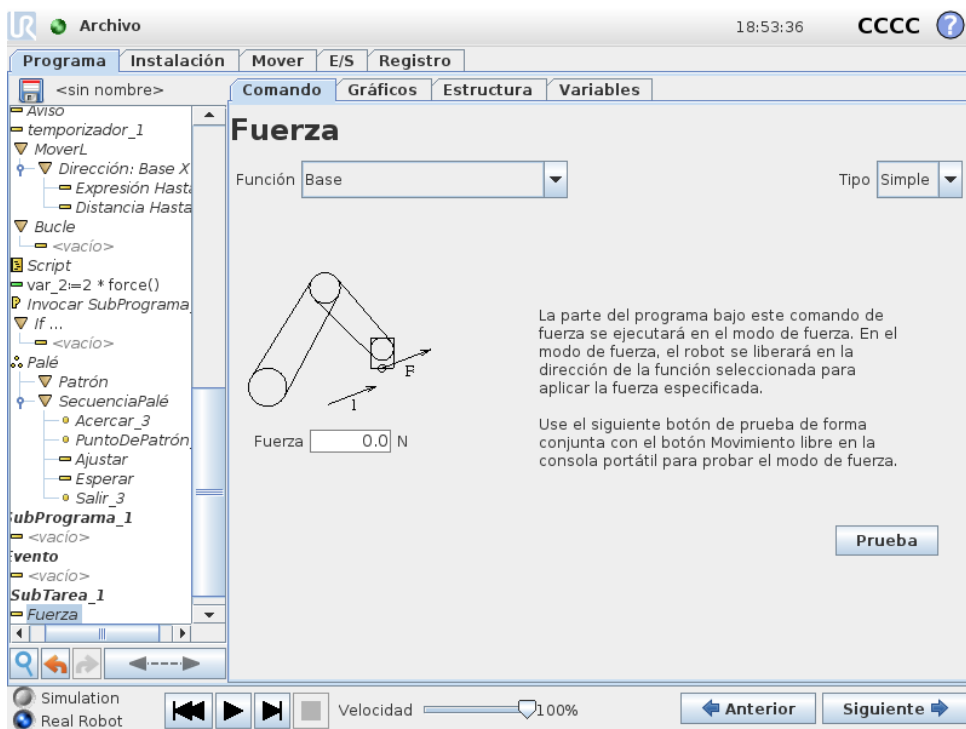 UR Archivo 18:53:36 CCCC ?
Programa Instalación Mover E/S Registro
<sin nombre> Comando Gráficos Estructura Variables
Aviso
temporizador_1
MoverL
Dirección: Base X
Expresión Hasta
Distancia Hasta
Bucle
<vacío>
Script
var_2:=2 * force()
Invocar SubPrograma_
If ...
<vacío>
Palé
Patrón
SecuenciaPalé
Acercar_3
PuntoDePatrón_
Ajustar
Esperar
Salir_3
SubPrograma_1
<vacío>
Evento
<vacío>
SubTarea_1
Fuerza
Fuerza
Función Base Tipo Simple
F
1
Fuerza 0.0 N
La parte del programa bajo este comando de
fuerza se ejecutará en el modo de fuerza. En el
modo de fuerza, el robot se liberará en la
dirección de la función seleccionada para
aplicar la fuerza especificada.
Use el siguiente botón de prueba de forma
conjunta con el botón Movimiento libre en la
consola portátil para probar el modo de fuerza.
Prueba
Simulation
Real Robot
Velocidad 100% Anterior Siguiente